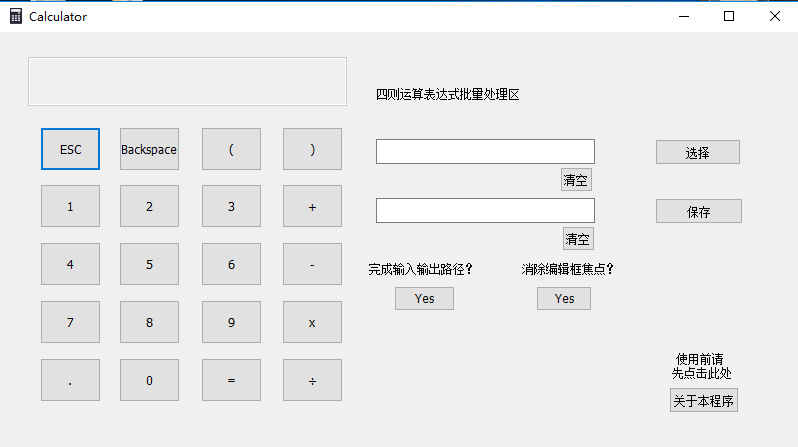 Calculator
四则运算表达式批量处理区
ESC
Backspace
(
)
选择
清空
1
2
3
+
保存
清空
4
5
6
-
完成输入输出路径？
消除编辑框焦点？
Yes
Yes
7
8
9
x
使用前请
先点击此处
.
0
=
÷
关于本程序